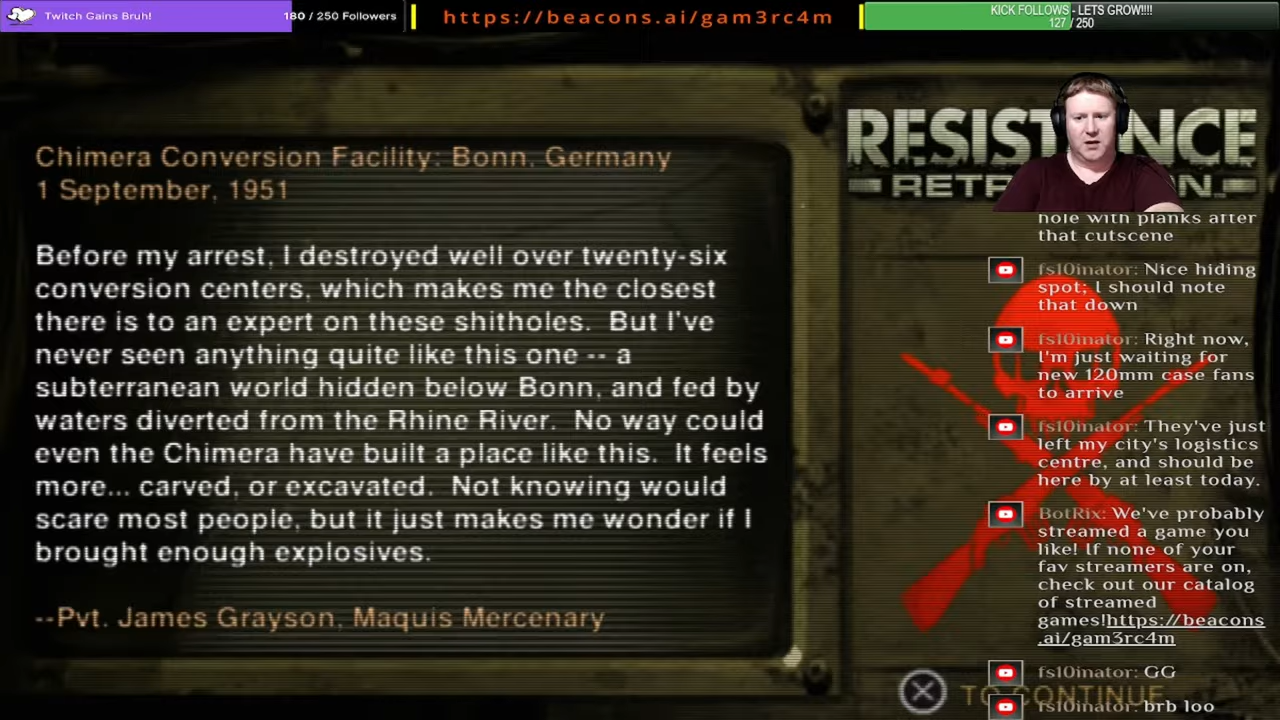 Twitch Gains Bruh!
180 / 250 Followers
https://beacons.ai/gam3rc4m
KICK FOLLOWS - LETS GROW!!!!
127 / 250
Chimera Conversion Facility: Bonn, Germany
1 September, 1951
Before my arrest, I destroyed well over twenty-six
conversion centers, which makes me the closest
there is to an expert on these shitholes. But I've
never seen anything quite like this one -- a
subterranean world hidden below Bonn, and fed by
waters diverted from the Rhine River. No way could
even the Chimera have built a place like this. It feels
more... carved, or excavated. Not knowing would
scare most people, but it just makes me wonder if I
brought enough explosives.
--Pvt. James Grayson, Maquis Mercenary
hole with planks after
that cutscene
fs10inator: Nice hiding
spot; I should note
that down
fs10inator: Right now,
I'm just waiting for
new 120mm case fans
to arrive
fs10inator: They've just
left my city's logistics
centre, and should be
here by at least today.
BotRix: We've probably
streamed a game you
like! If none of your
fav streamers are on,
check out our catalog
of streamed
games!https://beacons
.ai/gam3rc4m
fs10inator: GG
TO CONTINUE
fs10inator: brb loo